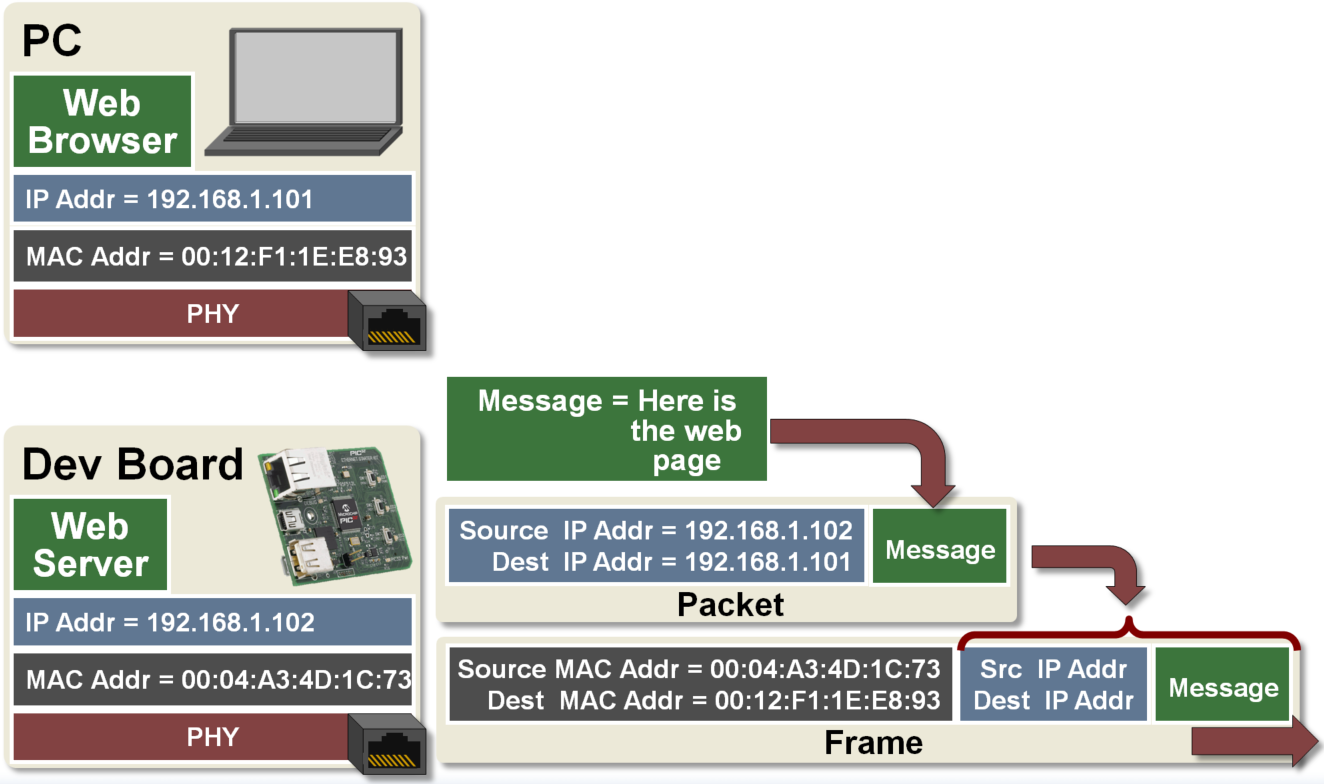 PC
Web
Browser
IP Addr = 192.168.1.101
MAC Addr = 00:12:F1:1E:E8:93
PHY
Message = Here is
the web
page
Dev Board
Web
Server
IP Addr = 192.168.1.102
MAC Addr = 00:04:A3:4D:1C:73
PHY
Source IP Addr = 192.168.1.102
Dest IP Addr = 192.168.1.101
Message
Packet
Source MAC Addr = 00:04:A3:4D:1C:73
Dest MAC Addr = 00:12:F1:1E:E8:93
Src IP Addr
Dest IP Addr
Message
Frame